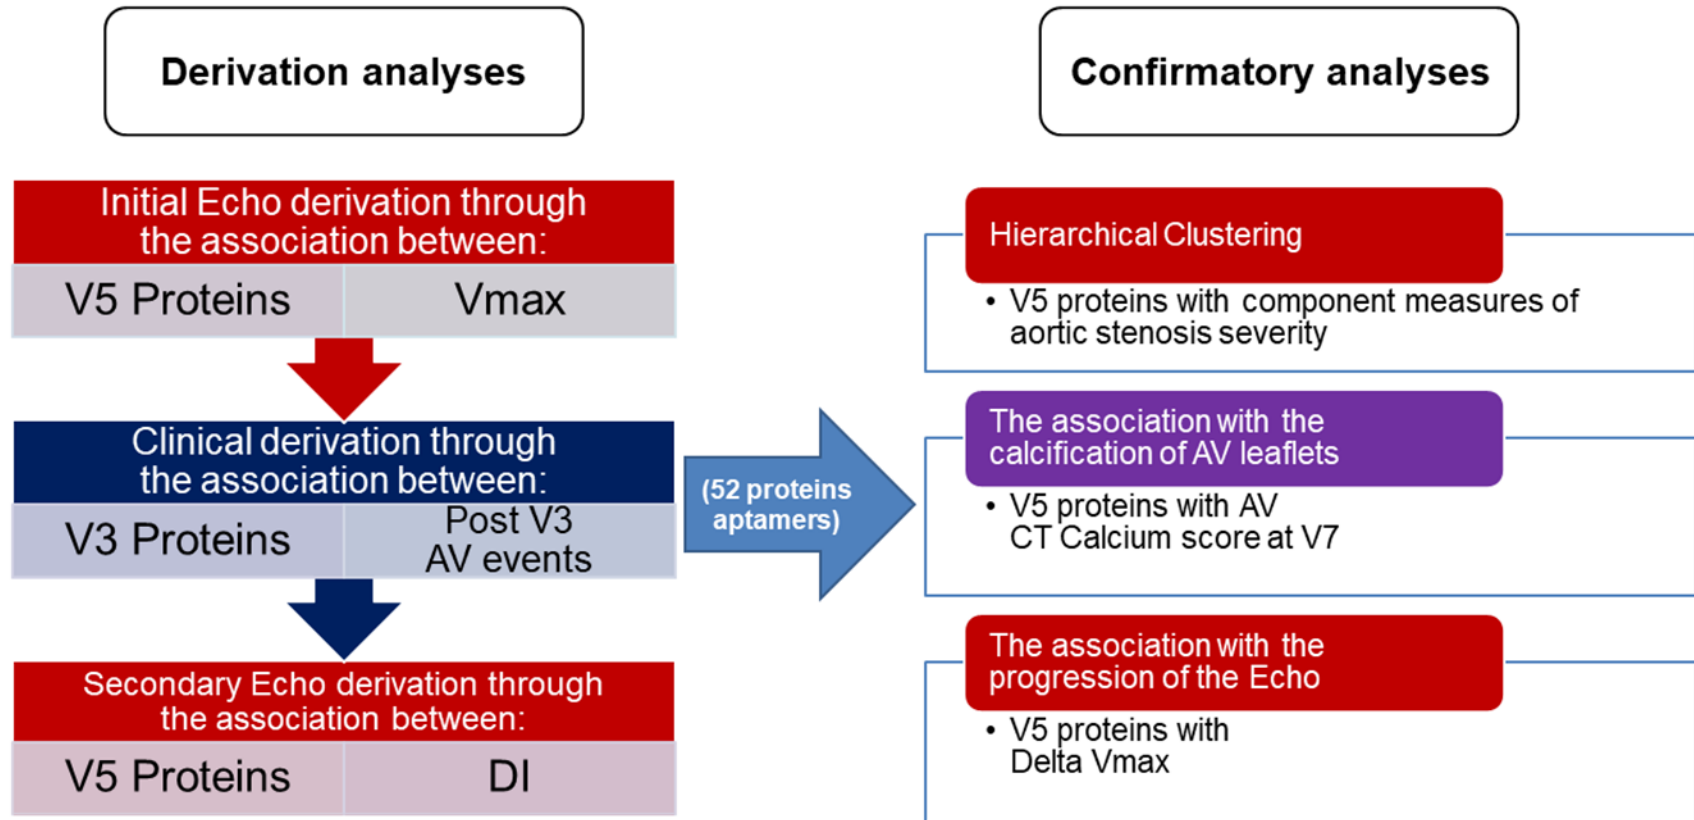 Derivation analyses
Initial Echo derivation through
the association between:
V5 Proteins
Vmax
Clinical derivation through
the association between:
V3 Proteins
Post V3
AV events
Secondary Echo derivation through
the association between:
V5 Proteins
DI
(52 proteins
aptamers)
Confirmatory analyses
Hierarchical Clustering
• V5 proteins with component measures of
aortic stenosis severity
The association with the
calcification of AV leaflets
• V5 proteins with AV
CT Calcium score at V7
The association with the
progression of the Echo
• V5 proteins with
Delta Vmax